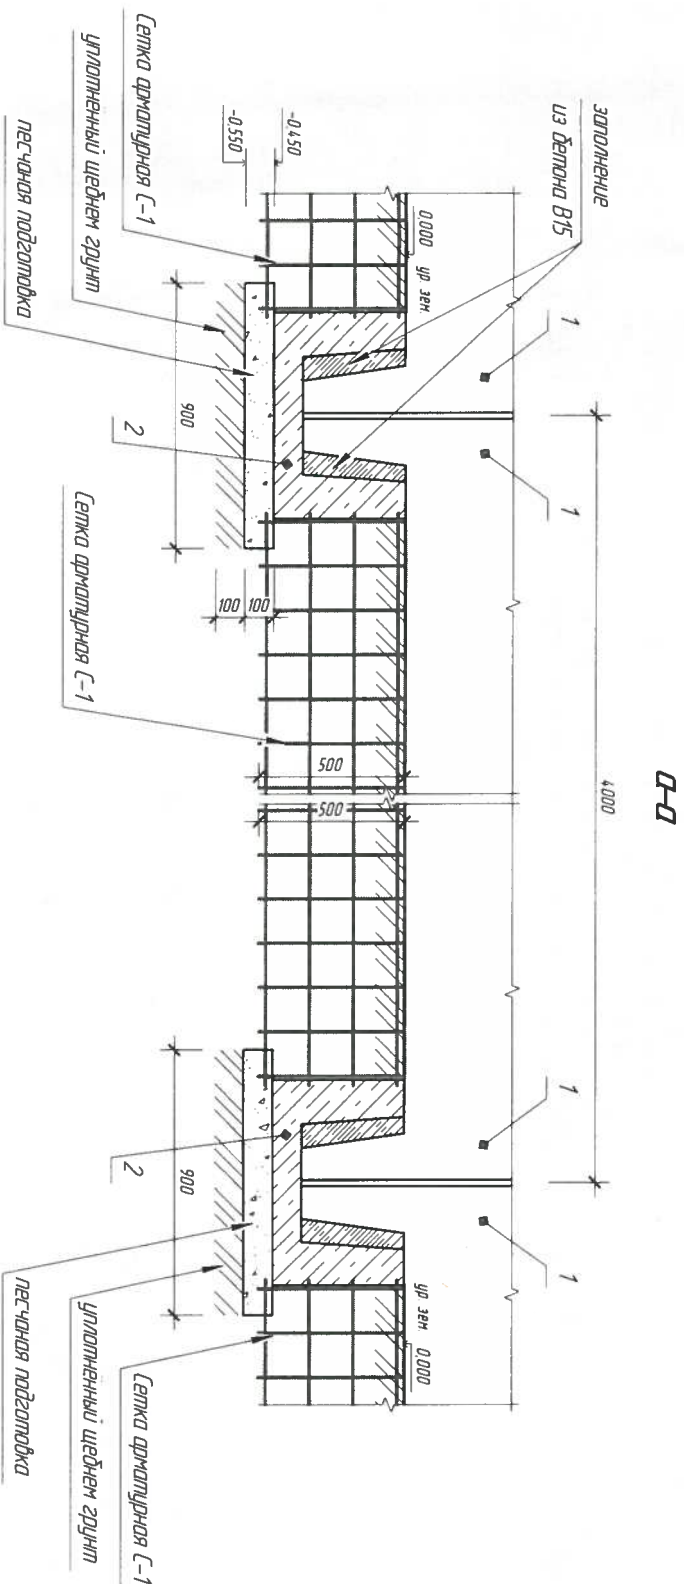 а-а
4000
заполнение
из бетона В15
1
1
1
1
0,000
ур. зем.
ур. зем.
0,000
-0,450
-0,550
500
500
100
100
900
900
2
2
Сетка арматурная С-1
уплотненный щебнем грунт
песчаная подготовка
Сетка арматурная С-1
Сетка арматурная С-1
уплотненный щебнем грунт
песчаная подготовка